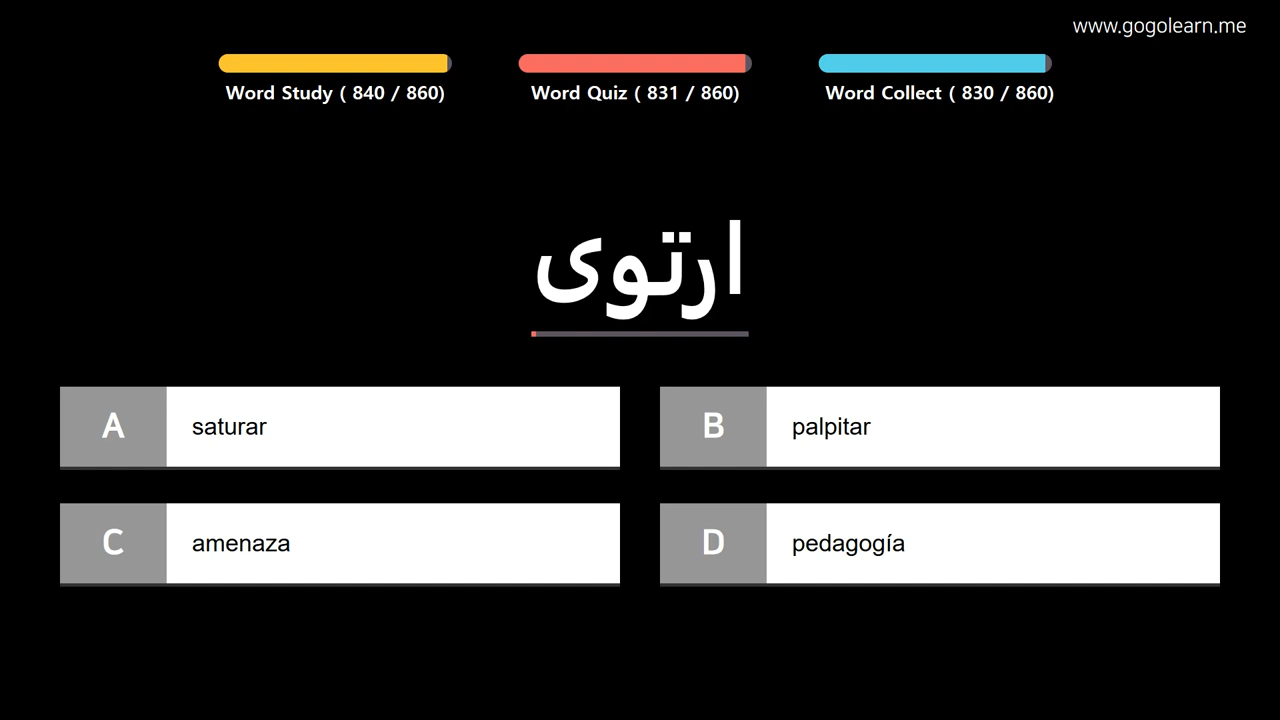 www.gogolearn.me
Word Study ( 840 / 860)
Word Quiz ( 831 / 860)
Word Collect ( 830 / 860)
ارتوى
A saturar
B palpitar
C amenaza
D pedagogía